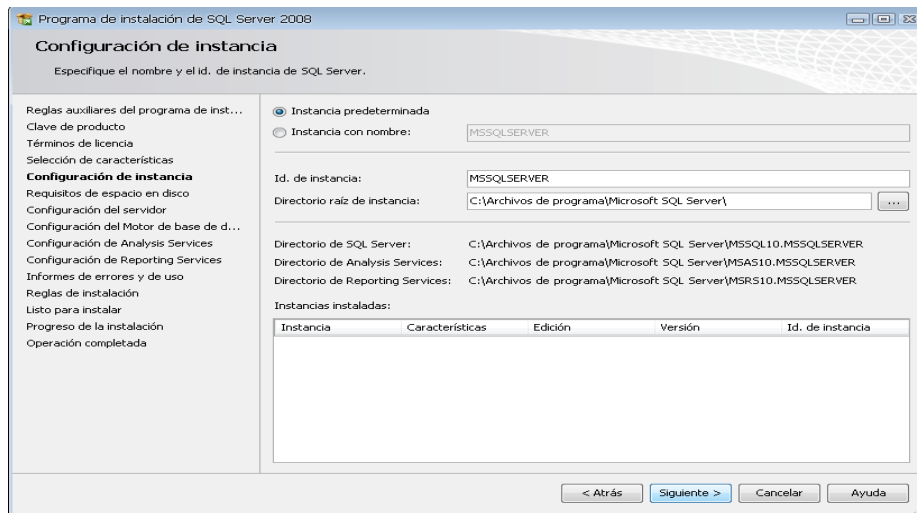 Programa de instalación de SQL Server 2008
Configuración de instancia
Especifique el nombre y el id. de instancia de SQL Server.
Reglas auxiliares del programa de inst...
Clave de producto
Términos de licencia
Selección de características
Configuración de instancia
Requisitos de espacio en disco
Configuración del servidor
Configuración del Motor de base de d...
Configuración de Analysis Services
Configuración de Reporting Services
Informes de errores y de uso
Reglas de instalación
Listo para instalar
Progreso de la instalación
Operación completada
Instancia predeterminada
Instancia con nombre: MSSQLSERVER
Id. de instancia: MSSQLSERVER
Directorio raíz de instancia: C:\Archivos de programa\Microsoft SQL Server\ ...
Directorio de SQL Server: C:\Archivos de programa\Microsoft SQL Server\MSSQL10.MSSQLSERVER
Directorio de Analysis Services: C:\Archivos de programa\Microsoft SQL Server\MSAS10.MSSQLSERVER
Directorio de Reporting Services: C:\Archivos de programa\Microsoft SQL Server\MSRS10.MSSQLSERVER
Instancias instaladas:
Instancia Características Edición Versión Id. de instancia
< Atrás Siguiente > Cancelar Ayuda